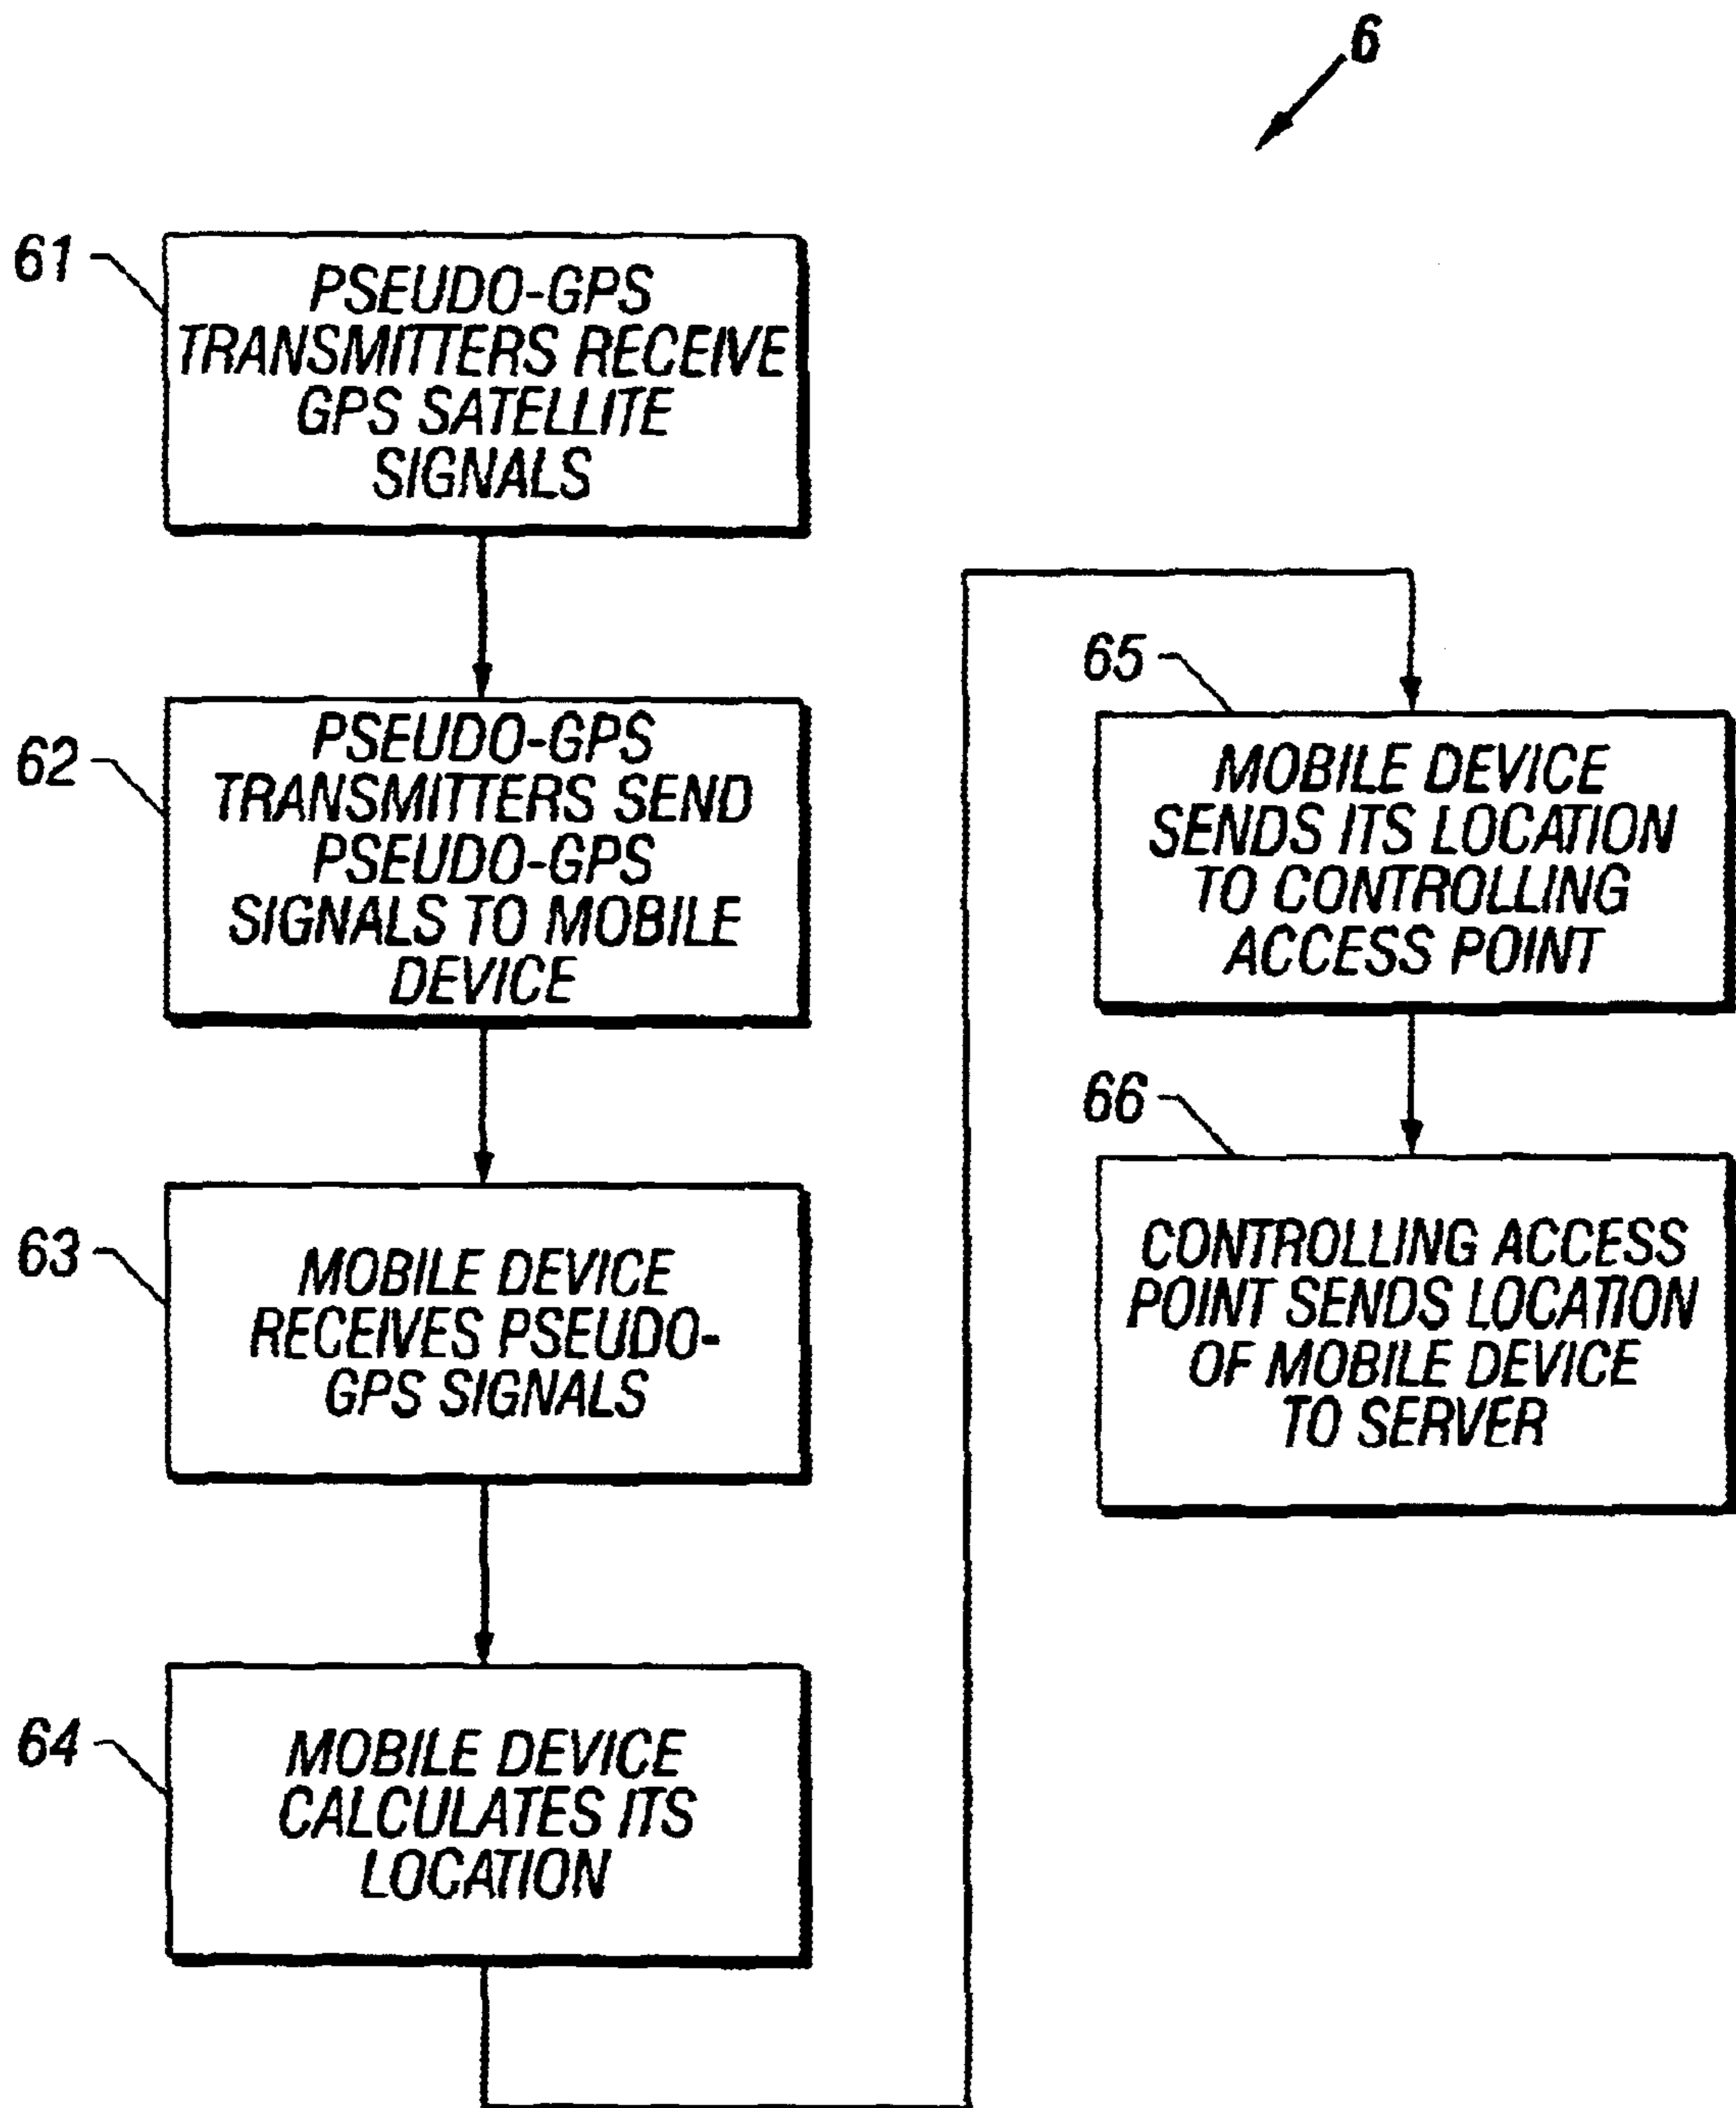 6
61
PSEUDO-GPS
TRANSMITTERS RECEIVE
GPS SATELLITE
SIGNALS
62
PSEUDO-GPS
TRANSMITTERS SEND
PSEUDO-GPS
SIGNALS TO MOBILE
DEVICE
63
MOBILE DEVICE
RECEIVES PSEUDO-
GPS SIGNALS
64
MOBILE DEVICE
CALCULATES ITS
LOCATION
65
MOBILE DEVICE
SENDS ITS LOCATION
TO CONTROLLING
ACCESS POINT
66
CONTROLLING ACCESS
POINT SENDS LOCATION
OF MOBILE DEVICE
TO SERVER